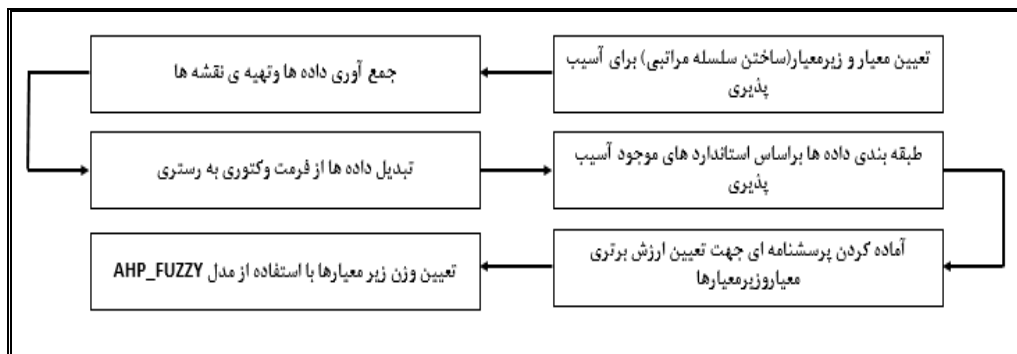 تعیین معیار و زیرمعیار(ساختن سلسله مراتبی) برای آسیب
پذیری
جمع آوری داده ها وتهیه ی نقشه ها
تبدیل داده ها از فرمت وکتوری به رستری
طبقه بندی داده ها براساس استاندارد های موجود آسیب
پذیری
آماده کردن پرسشنامه ای جهت تعیین ارزش برتری
معیاروزیرمعیارها
تعیین وزن زیر معیارها با استفاده از مدل AHP_FUZZY